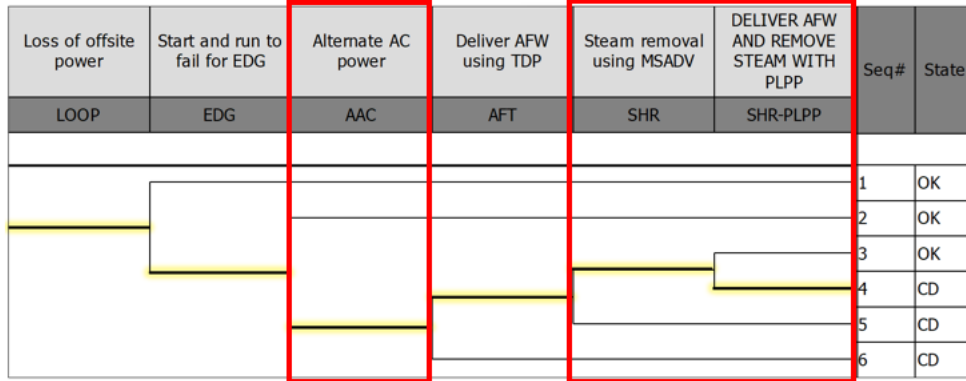 Loss of offsite
power
Start and run to
fail for EDG
Alternate AC
power
Deliver AFW
using TDP
Steam removal
using MSADV
DELIVER AFW
AND REMOVE
STEAM WITH
PLPP
Seq#
State
LOOP
EDG
AAC
AFT
SHR
SHR-PLPP
1 OK
2 OK
3 OK
4 CD
5 CD
6 CD